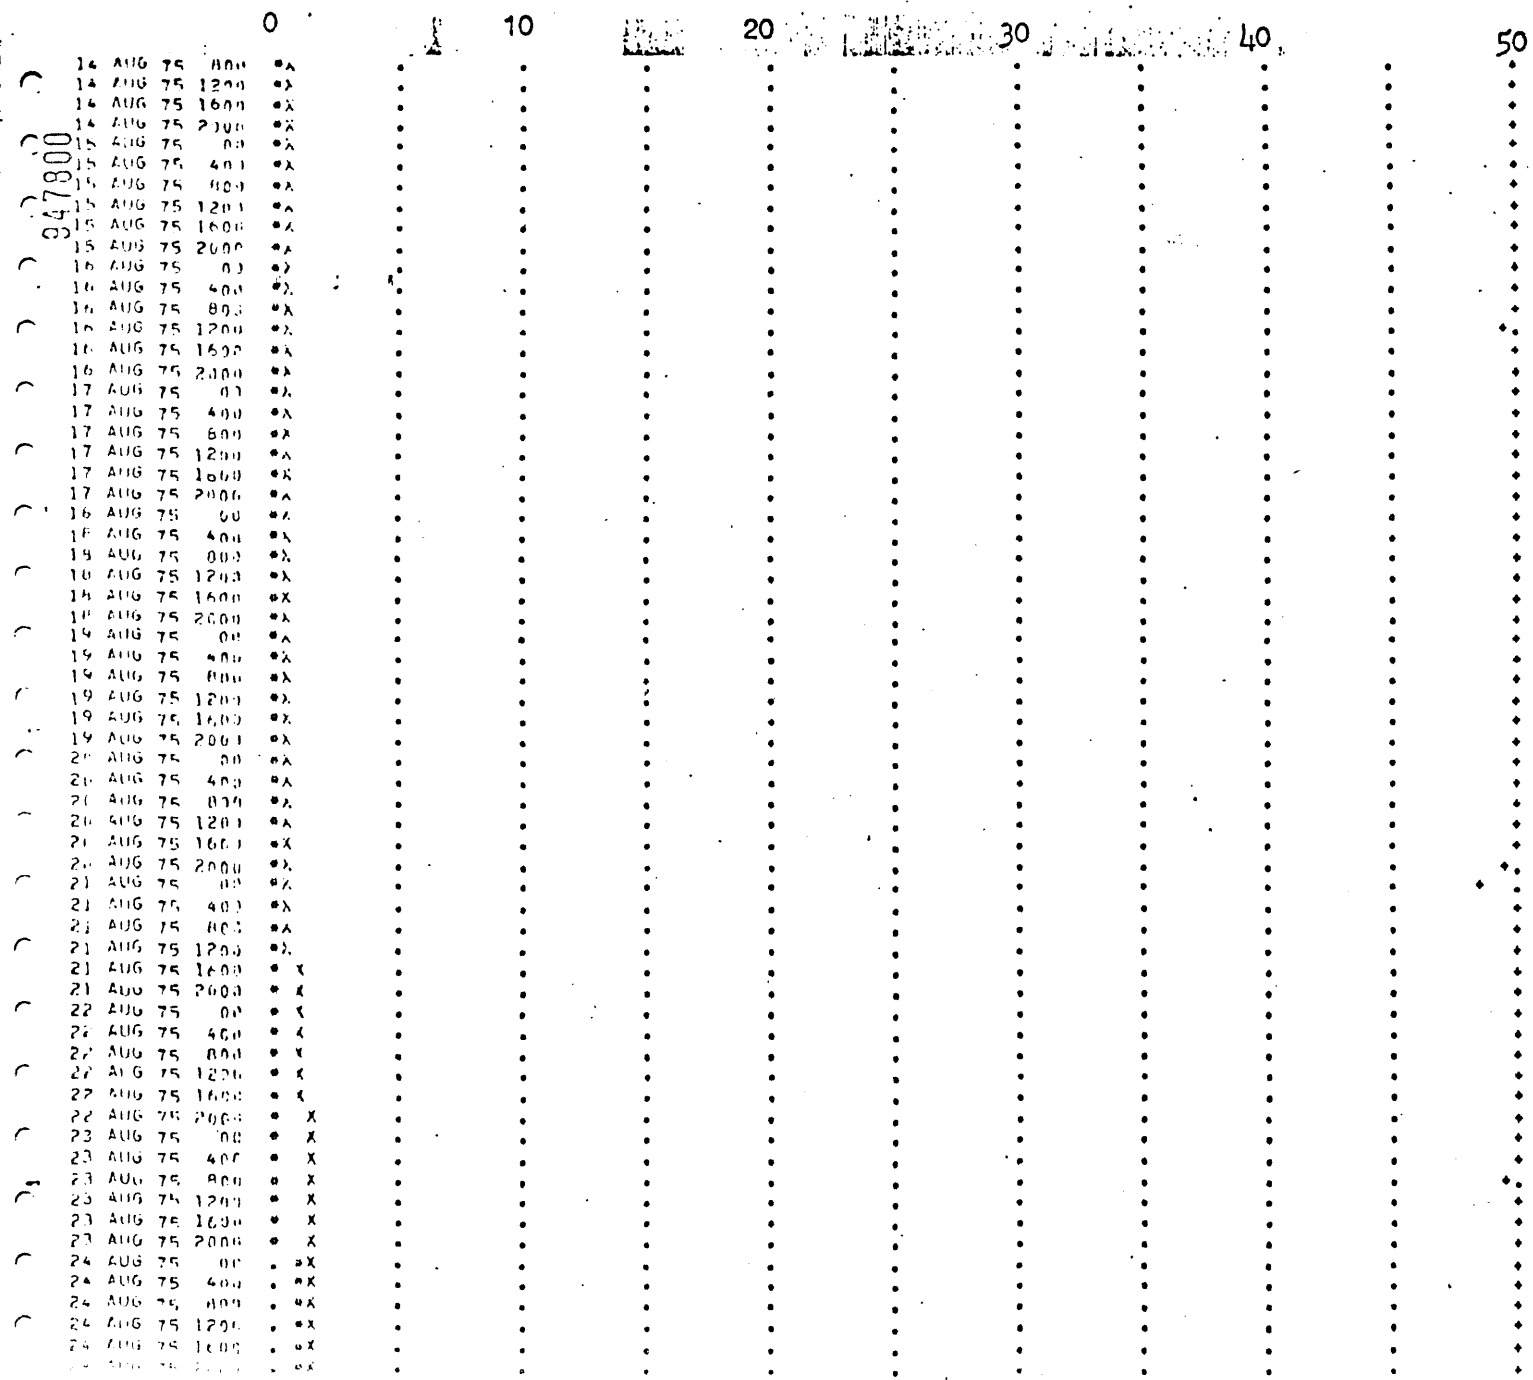 0 10 20 30 40 50
14 AUG 75 800 *X
14 AUG 75 1200 *X
14 AUG 75 1600 *X
14 AUG 75 2000 *X
15 AUG 75 00 *X
15 AUG 75 400 *X
15 AUG 75 800 *X
15 AUG 75 1200 *X
15 AUG 75 1600 *X
15 AUG 75 2000 *X
16 AUG 75 00 *X
16 AUG 75 400 *X
16 AUG 75 800 *X
16 AUG 75 1200 *X
16 AUG 75 1600 *X
16 AUG 75 2000 *X
17 AUG 75 00 *X
17 AUG 75 400 *X
17 AUG 75 800 *X
17 AUG 75 1200 *X
17 AUG 75 1600 *X
17 AUG 75 2000 *X
18 AUG 75 00 *X
18 AUG 75 400 *X
18 AUG 75 800 *X
18 AUG 75 1200 *X
18 AUG 75 1600 *X
18 AUG 75 2000 *X
19 AUG 75 00 *X
19 AUG 75 400 *X
19 AUG 75 800 *X
19 AUG 75 1200 *X
19 AUG 75 1600 *X
19 AUG 75 2000 *X
20 AUG 75 00 *X
20 AUG 75 400 *X
20 AUG 75 800 *X
20 AUG 75 1200 *X
20 AUG 75 1600 *X
20 AUG 75 2000 *X
21 AUG 75 00 *X
21 AUG 75 400 *X
21 AUG 75 800 *X
21 AUG 75 1200 *X
21 AUG 75 1600 * X
21 AUG 75 2000 * X
22 AUG 75 00 * X
22 AUG 75 400 * X
22 AUG 75 800 * X
22 AUG 75 1200 * X
22 AUG 75 1600 * X
22 AUG 75 2000 * X
23 AUG 75 00 * X
23 AUG 75 400 * X
23 AUG 75 800 * X
23 AUG 75 1200 * X
23 AUG 75 1600 * X
23 AUG 75 2000 * X
24 AUG 75 00 . *X
24 AUG 75 400 . *X
24 AUG 75 800 . *X
24 AUG 75 1200 . *X
24 AUG 75 1600 . *X
947800